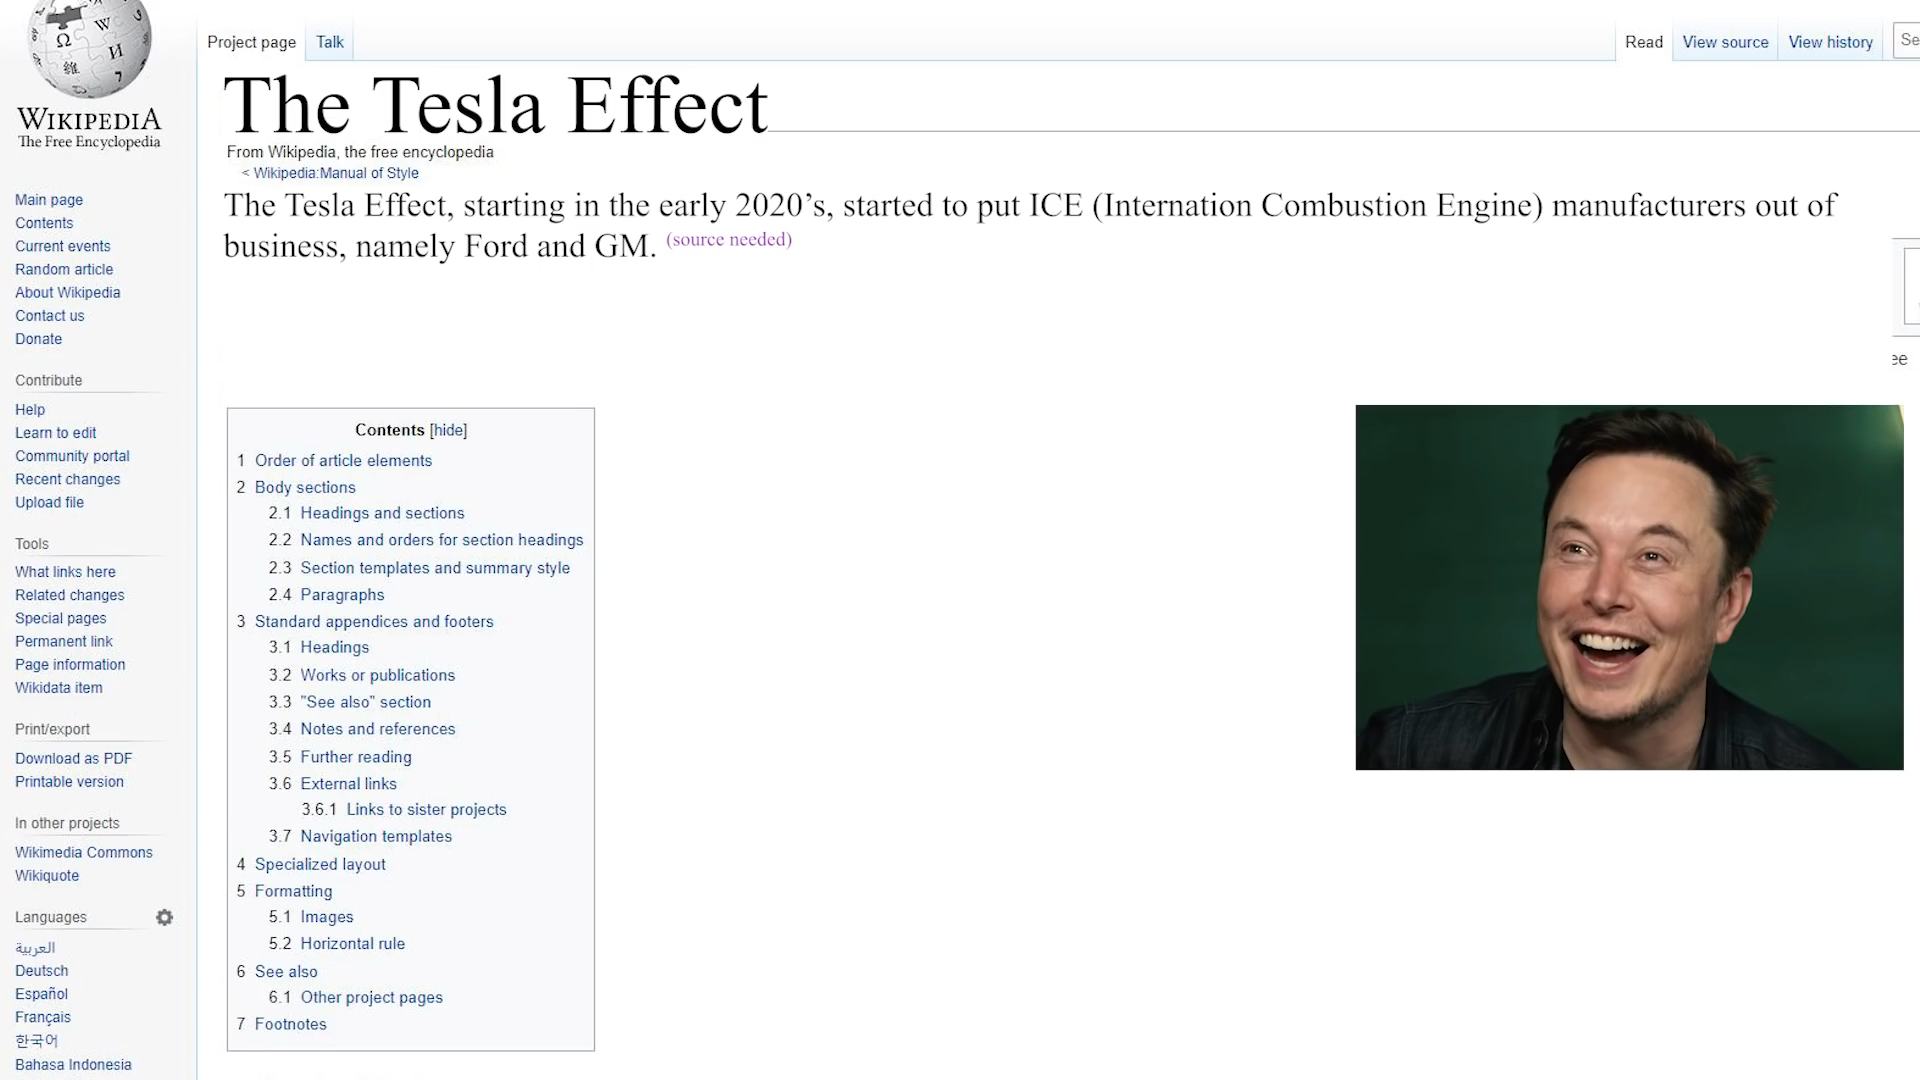 WIKIPEDIA
The Free Encyclopedia
Main page
Contents
Current events
Random article
About Wikipedia
Contact us
Donate
Contribute
Help
Learn to edit
Community portal
Recent changes
Upload file
Tools
What links here
Related changes
Special pages
Permanent link
Page information
Wikidata item
Print/export
Download as PDF
Printable version
In other projects
Wikimedia Commons
Wikiquote
Languages
العربية
Deutsch
Español
Français
한국어
Bahasa Indonesia
Project page Talk
Read View source View history Se
The Tesla Effect
From Wikipedia, the free encyclopedia
< Wikipedia:Manual of Style
The Tesla Effect, starting in the early 2020’s, started to put ICE (Internation Combustion Engine) manufacturers out of
business, namely Ford and GM. (source needed)
ee
Contents [hide]
1 Order of article elements
2 Body sections
2.1 Headings and sections
2.2 Names and orders for section headings
2.3 Section templates and summary style
2.4 Paragraphs
3 Standard appendices and footers
3.1 Headings
3.2 Works or publications
3.3 "See also" section
3.4 Notes and references
3.5 Further reading
3.6 External links
3.6.1 Links to sister projects
3.7 Navigation templates
4 Specialized layout
5 Formatting
5.1 Images
5.2 Horizontal rule
6 See also
6.1 Other project pages
7 Footnotes